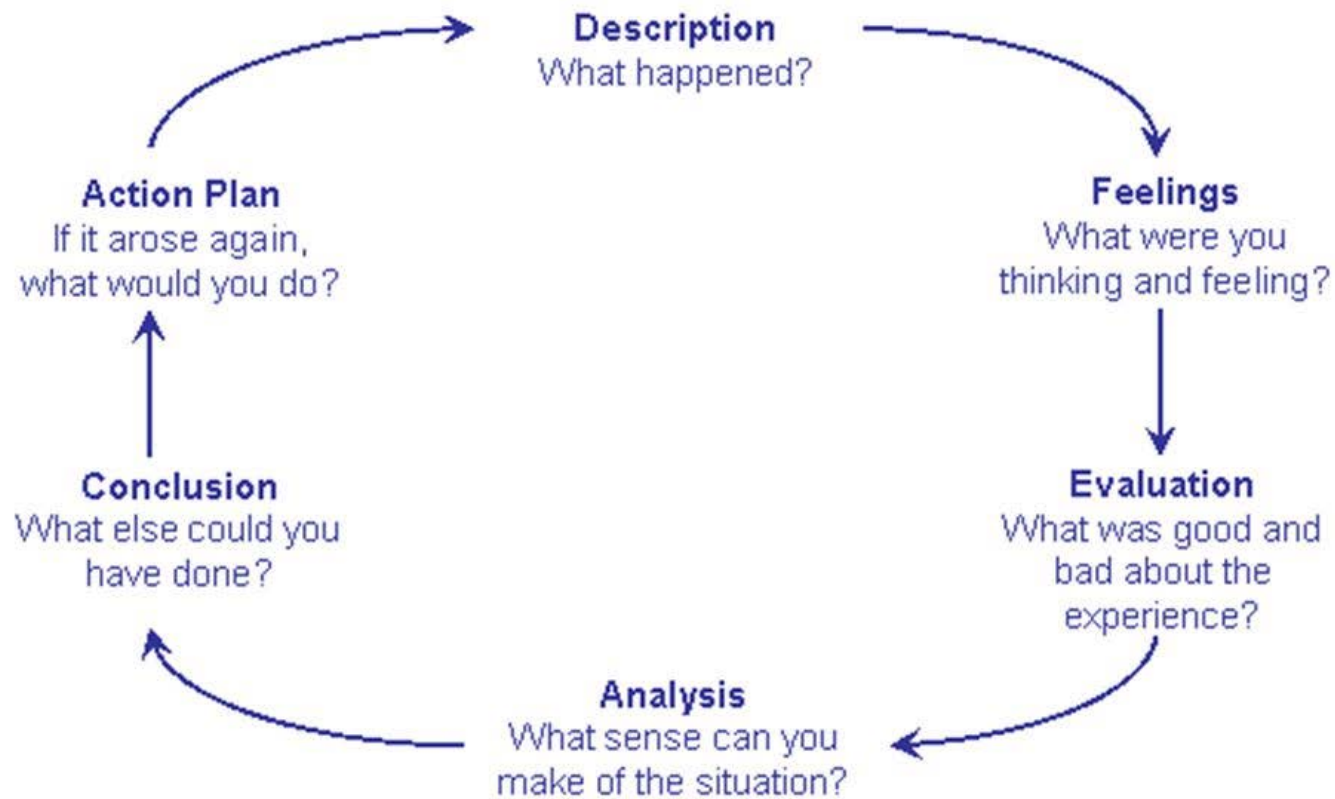 Description
What happened?
Feelings
What were you
thinking and feeling?
Evaluation
What was good and
bad about the
experience?
Analysis
What sense can you
make of the situation?
Conclusion
What else could you
have done?
Action Plan
If it arose again,
what would you do?